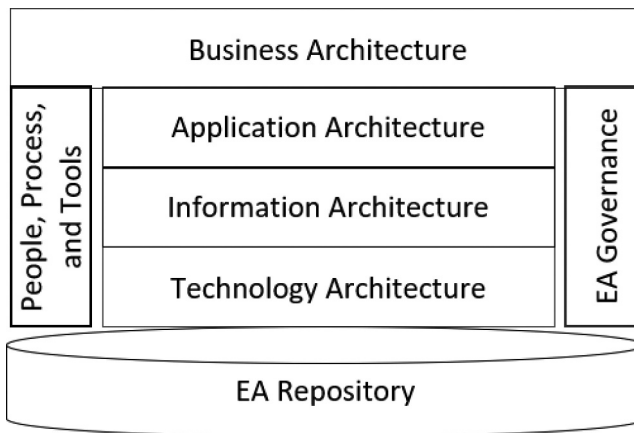 Business Architecture
People, Process,
and Tools
Application Architecture
Information Architecture
Technology Architecture
EA Governance
EA Repository